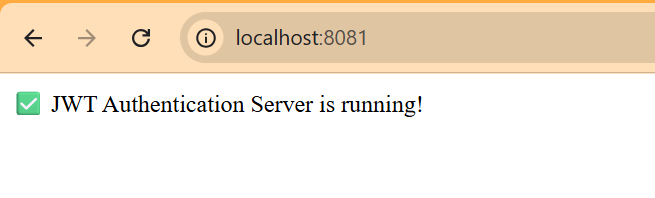 localhost:8081
✅ JWT Authentication Server is running!